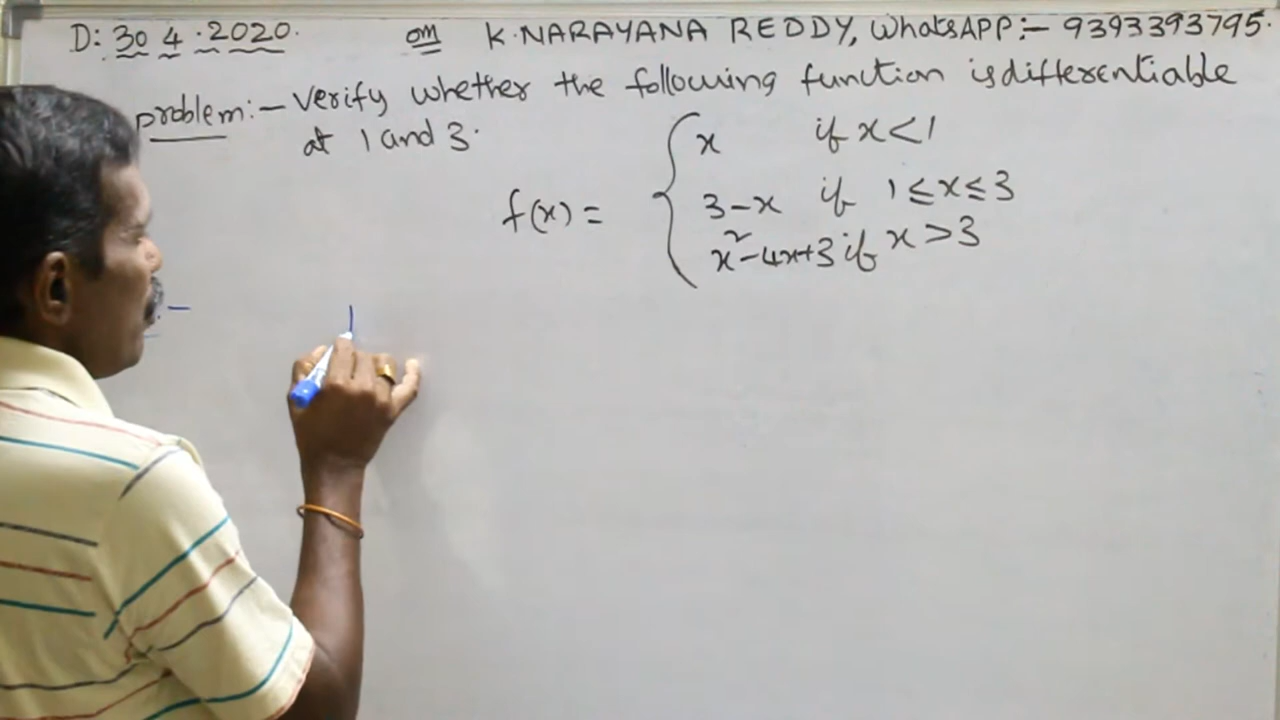 D: 30 4 .2020. om K.NARAYANA REDDY, WhatsAPP:- 9393393795.
problem:- Verify whether the following function is differentiable
at 1 and 3.
x if x<1
f(x) = 3-x if 1≤x≤3
x²-4x+3 if x>3